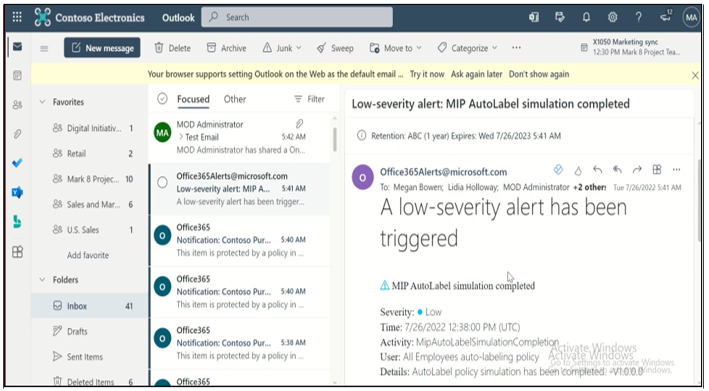 Contoso Electronics
Outlook
Search
12
MA
New message
Delete
Archive
Junk
Sweep
Move to
Categorize
X1050 Marketing sync
12:30 PM Mark 8 Project Tea...
Your browser supports setting Outlook on the Web as the default email ... Try it now Ask again later Don't show again
Favorites
Digital Initiativ... 1
Retail 2
Mark 8 Projec... 10
Sales and Mar... 6
U.S. Sales 1
Add favorite
Folders
Inbox 41
Drafts
Sent Items
Deleted Items 6
Focused Other Filter
MA
MOD Administrator
> Test Email 5:42 AM
MOD Administrator has shared a On...
Office365Alerts@microsoft.com
Low-severity alert: MIP A... 5:41 AM
A low-severity alert has been trigger...
O
Office365
Notification: Contoso Pur... 5:40 AM
This item is protected by a policy in ...
O
Office365
Notification: Contoso Pur... 5:40 AM
This item is protected by a policy in ...
O
Office365
Notification: Contoso Pur... 5:38 AM
This item is protected by a policy in ...
Office365
Low-severity alert: MIP AutoLabel simulation completed
Retention: ABC (1 year) Expires: Wed 7/26/2023 5:41 AM
O
Office365Alerts@microsoft.com
To: Megan Bowen; Lidia Holloway; MOD Administrator +2 others Tue 7/26/2022 5:41 AM
A low-severity alert has been
triggered
MIP AutoLabel simulation completed
Severity: ● Low
Time: 7/26/2022 12:38:00 PM (UTC)
Activity: MipAutoLabelSimulationCompletion
User: All Employees auto-labeling policy
Details: AutoLabel policy simulation has been completed. V1.0.0.0
Activate Windows
Activate Windows
Go to Settings to activate Windows.